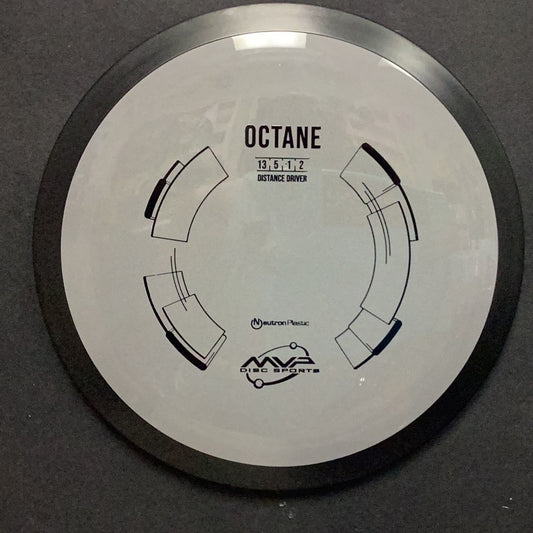 OCTANE
13 5 -1 2
DISTANCE DRIVER
Neutron Plastic
MVP
DISC SPORTS